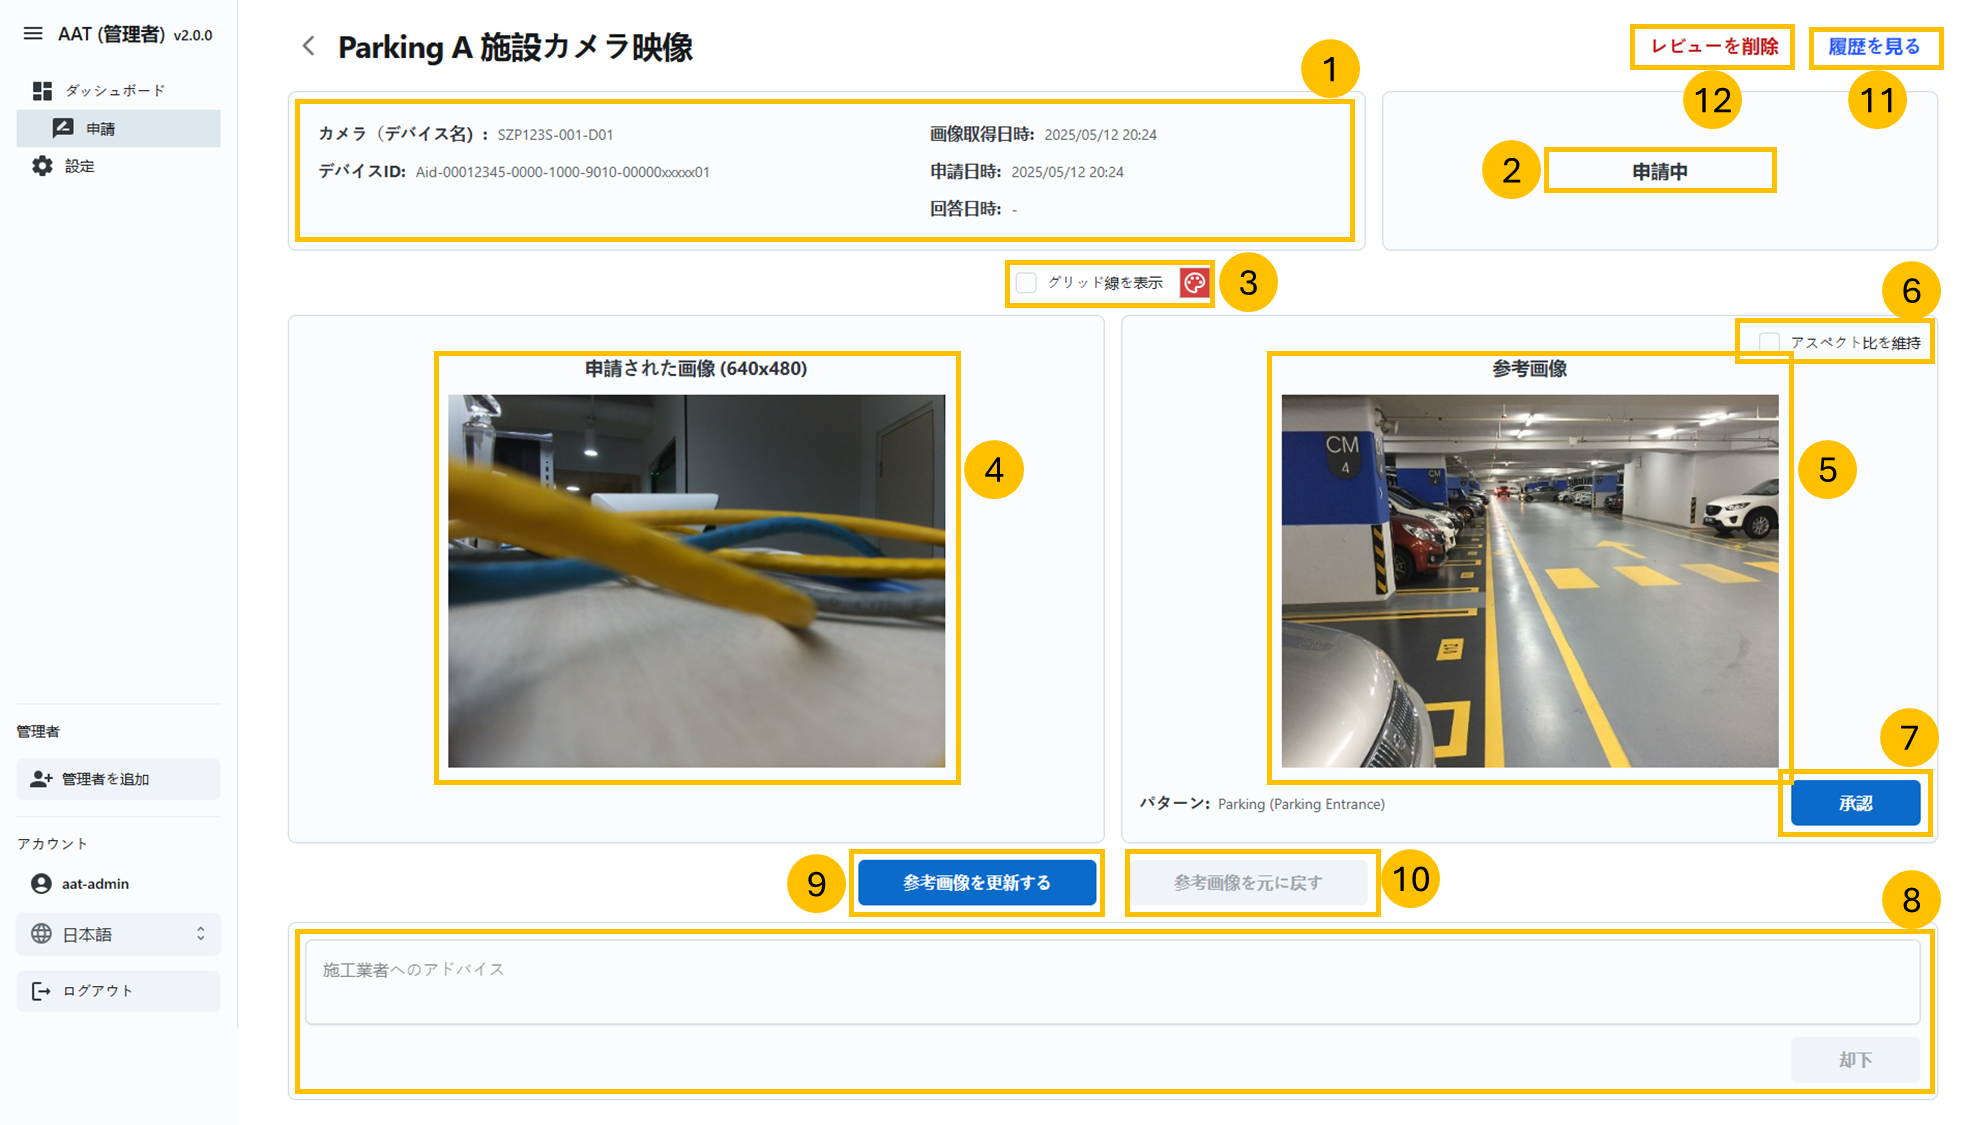 AAT (管理者) v2.0.0
ダッシュボード
申請
設定
管理者
管理者を追加
アカウント
aat-admin
日本語
ログアウト
Parking A 施設カメラ映像
レビューを削除
履歴を見る
1
12
11
カメラ（デバイス名）： SZP123S-001-D01
デバイスID: Aid-00012345-0000-1000-9010-00000xxxxx01
画像取得日時: 2025/05/12 20:24
申請日時: 2025/05/12 20:24
回答日時: -
2
申請中
グリッド線を表示
3
6
アスペクト比を維持
申請された画像 (640x480)
4
参考画像
CM
4
CM
5
パターン: Parking (Parking Entrance)
7
承認
9
参考画像を更新する
参考画像を元に戻す
10
8
施工業者へのアドバイス
却下